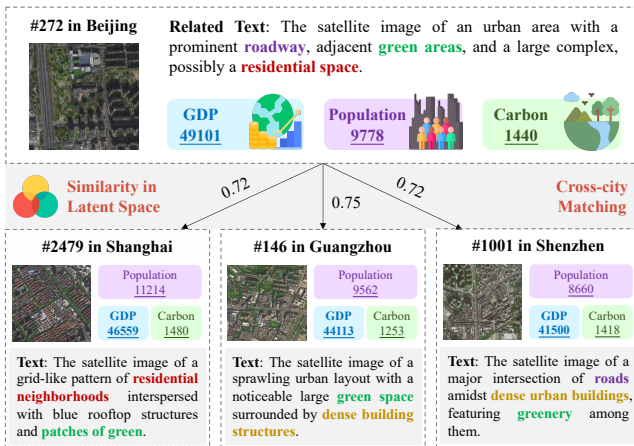 #272 in Beijing
Related Text: The satellite image of an urban area with a
prominent roadway, adjacent green areas, and a large complex,
possibly a residential space.
GDP
49101
Population
9778
Carbon
1440
Similarity in
Latent Space
0.72
0.75
0.72
Cross-city
Matching
#2479 in Shanghai
Population
11214
GDP
46559
Carbon
1480
Text: The satellite image of a
grid-like pattern of residential
neighborhoods interspersed
with blue rooftop structures
and patches of green.
#146 in Guangzhou
Population
9562
GDP
44113
Carbon
1253
Text: The satellite image of a
sprawling urban layout with a
noticeable large green space
surrounded by dense building
structures.
#1001 in Shenzhen
Population
8660
GDP
41500
Carbon
1418
Text: The satellite image of a
major intersection of roads
amidst dense urban buildings,
featuring greenery among
them.